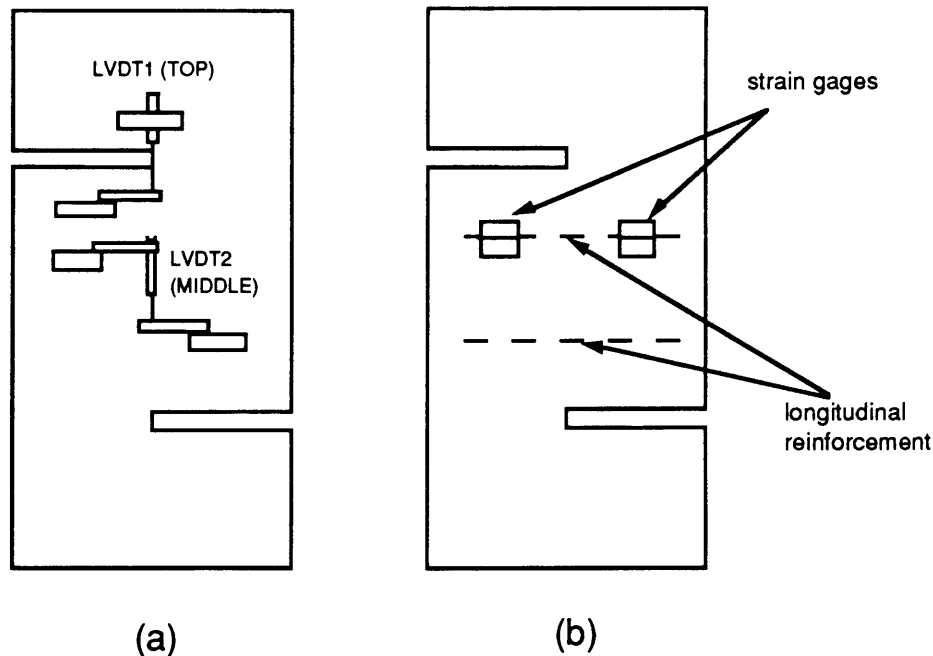 LVDT1 (TOP)
LVDT2
(MIDDLE)
(a)
strain gages
longitudinal
reinforcement
(b)